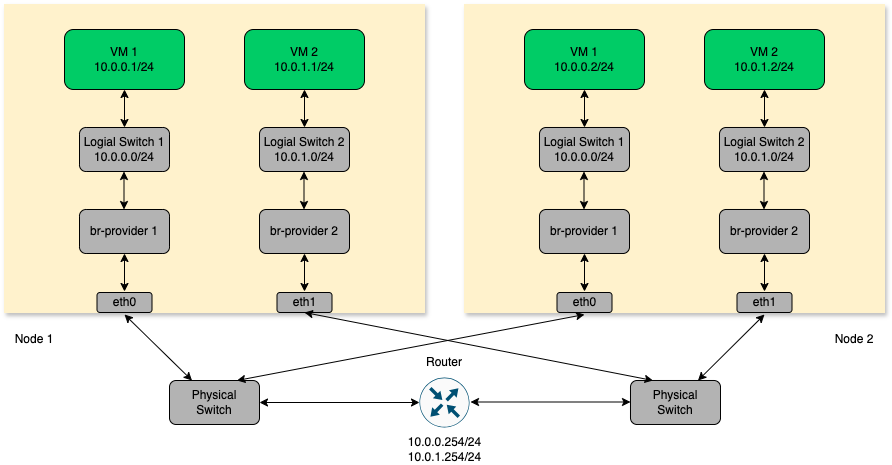 VM 1
10.0.0.1/24
VM 2
10.0.1.1/24
VM 1
10.0.0.2/24
VM 2
10.0.1.2/24
Logial Switch 1
10.0.0.0/24
Logial Switch 2
10.0.1.0/24
Logial Switch 1
10.0.0.0/24
Logial Switch 2
10.0.1.0/24
br-provider 1
br-provider 2
br-provider 1
br-provider 2
eth0
eth1
eth0
eth1
Node 1
Node 2
Router
Physical
Switch
Physical
Switch
10.0.0.254/24
10.0.1.254/24